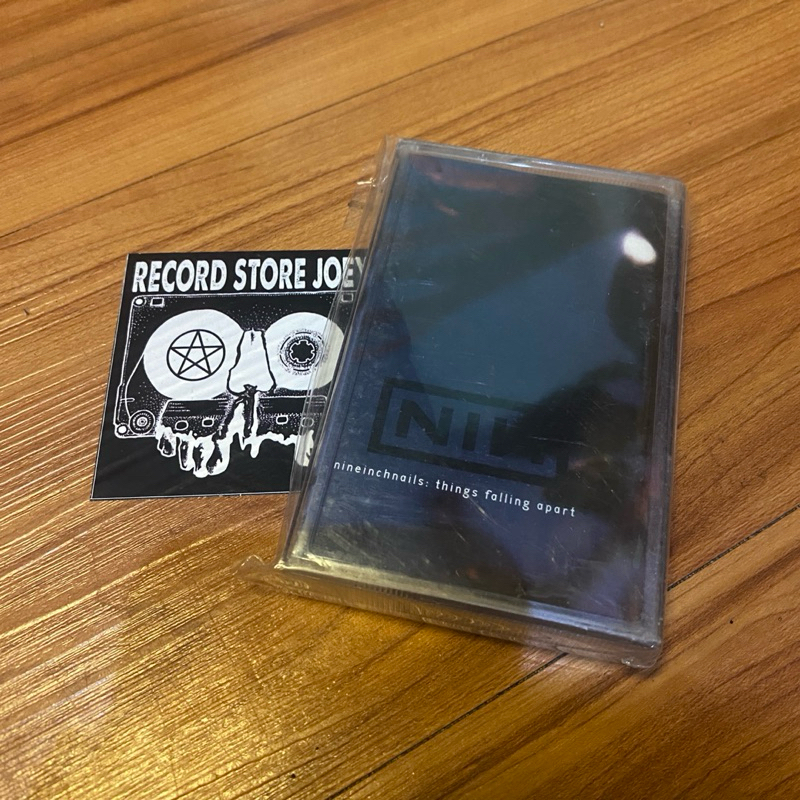 RECORD STORE JOEY
NIN
nineinchnails: things falling apart